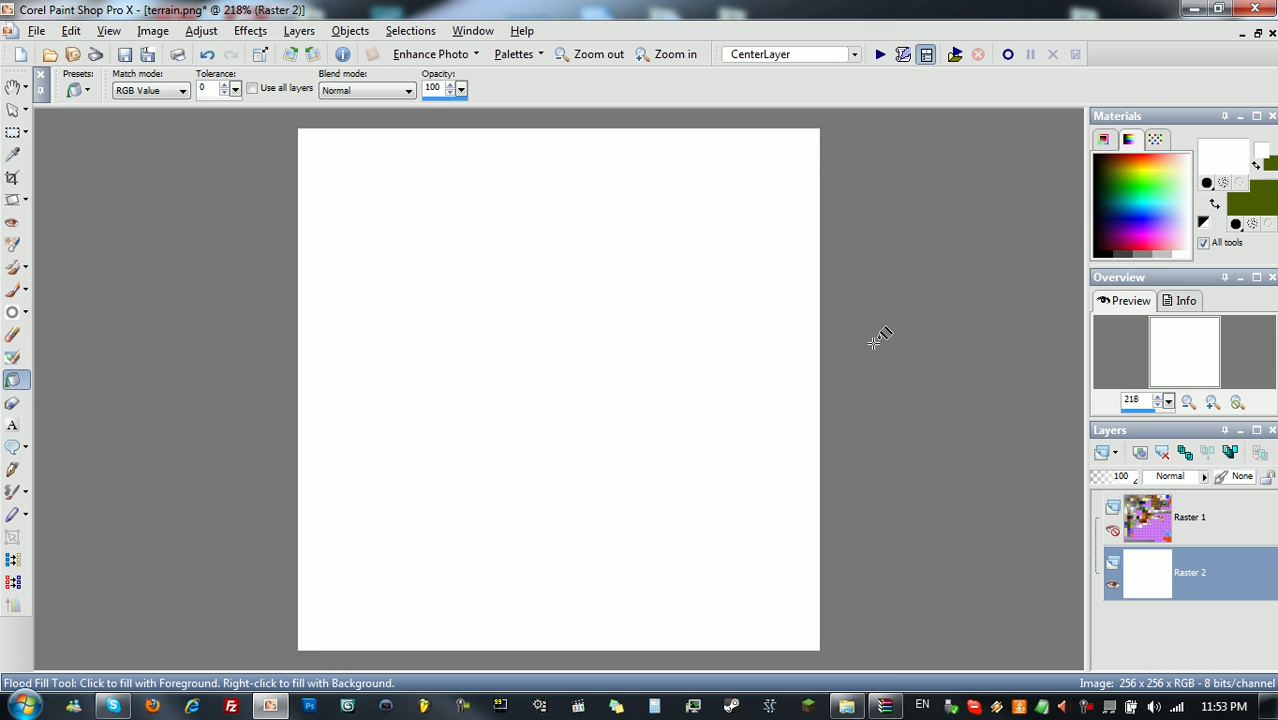 Corel Paint Shop Pro X - [terrain.png* @ 218% (Raster 2)]
File Edit View Image Adjust Effects Layers Objects Selections Window Help
Enhance Photo Palettes Zoom out Zoom in CenterLayer
Presets: Match mode: Tolerance: Blend mode: Opacity:
RGB Value 0 Use all layers Normal 100
Materials
All tools
Overview
Preview Info
218
Layers
100 Normal None
Raster 1
Raster 2
Flood Fill Tool: Click to fill with Foreground. Right-click to fill with Background.
Image: 256 x 256 x RGB - 8 bits/channel
EN 11:53 PM